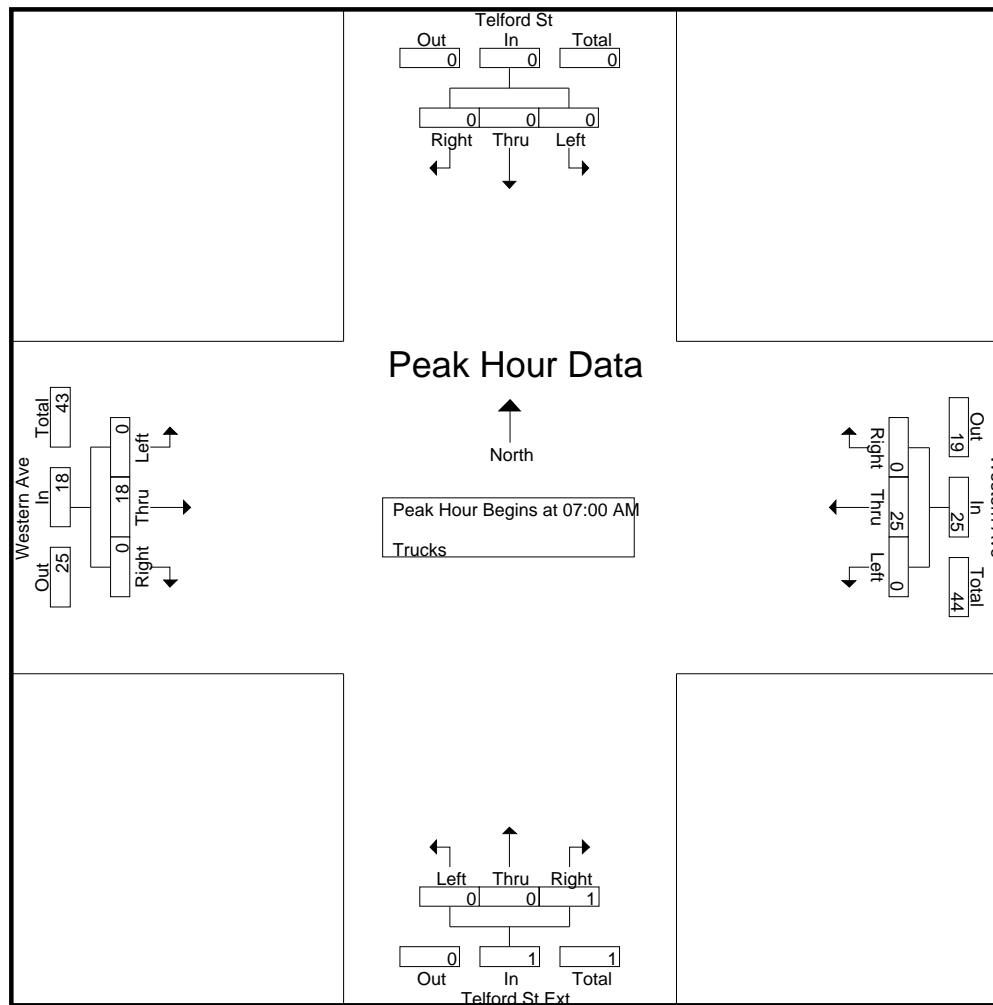 Telford St
Out In Total
0 0 0
0 0 0
Right Thru Left
Peak Hour Data
North
Peak Hour Begins at 07:00 AM
Trucks
Western Ave
Total In Out
43 18 25
0 18 0
Left Thru Right
Right Thru Left
0 25 0
19 25 44
Out In Total
Left Thru Right
0 0 1
0 1 1
Out In Total
Telford St Ext